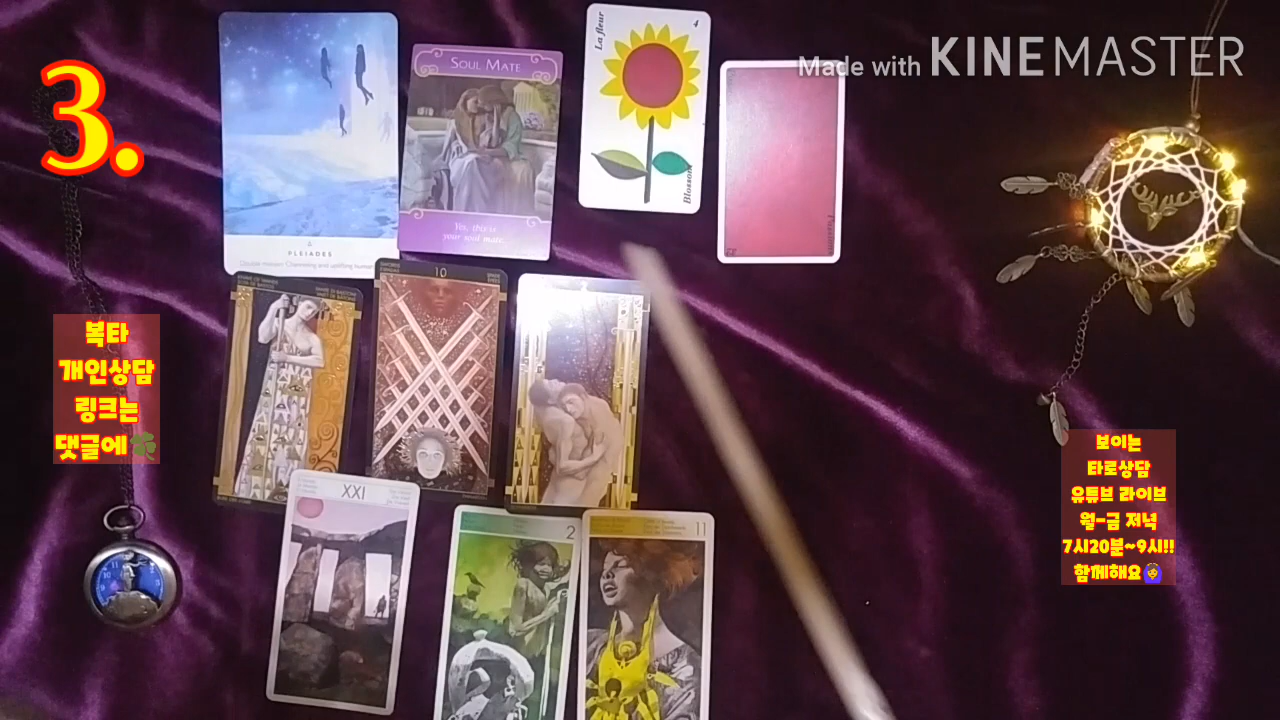 3.
Made with KINEMASTER
La fleur
4
Blossom
SOUL MATE
Yes, this is
your soul mate.
PLEIADES
10
XXI
2
11
복타
개인상담
링크는
댓글에🍀
보이는
타로상담
유튜브 라이브
월-금 저녁
7시20분~9시!!
함께해요🙆‍♀️